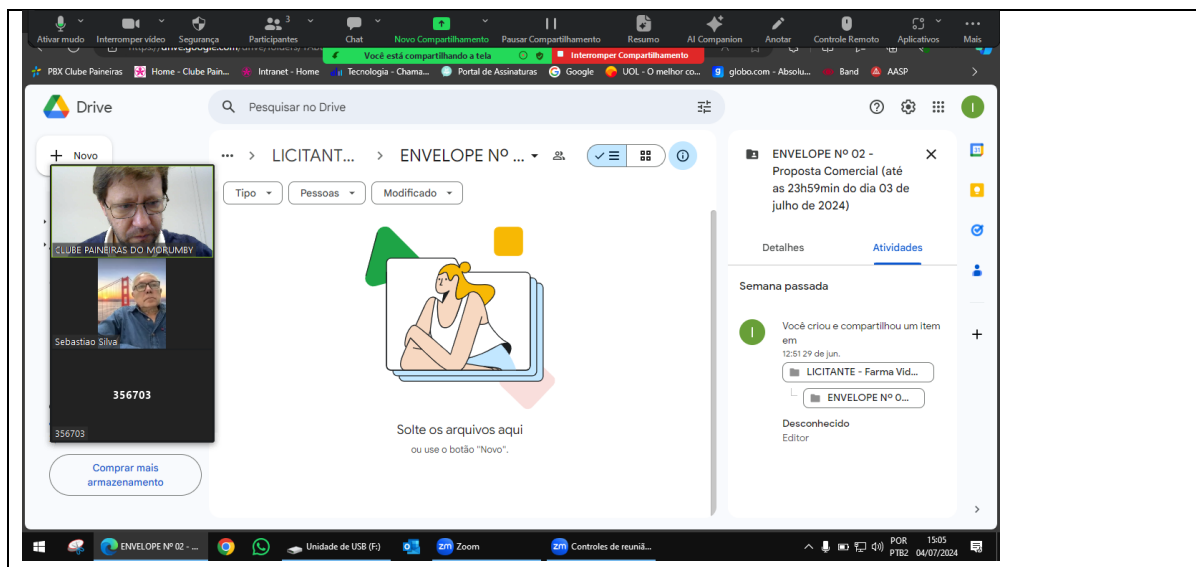 Ativar mudo
Interromper vídeo
Segurança
Participantes
3
Chat
Novo Compartilhamento
Pausar Compartilhamento
Resumo
AI Companion
Anotar
Controle Remoto
Aplicativos
Mais
Você está compartilhando a tela
Interromper Compartilhamento
PBX Clube Paineiras
Home - Clube Pain...
Intranet - Home
Tecnologia - Chama...
Portal de Assinaturas
Google
UOL - O melhor co...
globo.com - Absolu...
Band
AASP
Drive
Pesquisar no Drive
Novo
... > LICITANT... > ENVELOPE Nº ...
Tipo
Pessoas
Modificado
CLUBE PAINEIRAS DO MORUMBY
Sebastiao Silva
356703
356703
Comprar mais
armazenamento
Solte os arquivos aqui
ou use o botão "Novo".
ENVELOPE Nº 02 -
Proposta Comercial (até
as 23h59min do dia 03 de
julho de 2024)
Detalhes
Atividades
Semana passada
I
Você criou e compartilhou um item
em
12:51 29 de jun.
LICITANTE - Farma Vid...
ENVELOPE Nº 0...
Desconhecido
Editor
I
31
ENVELOPE Nº 02 - ...
Unidade de USB (F:)
zm Zoom
zm Controles de reuniã...
POR
PTB2
15:05
04/07/2024